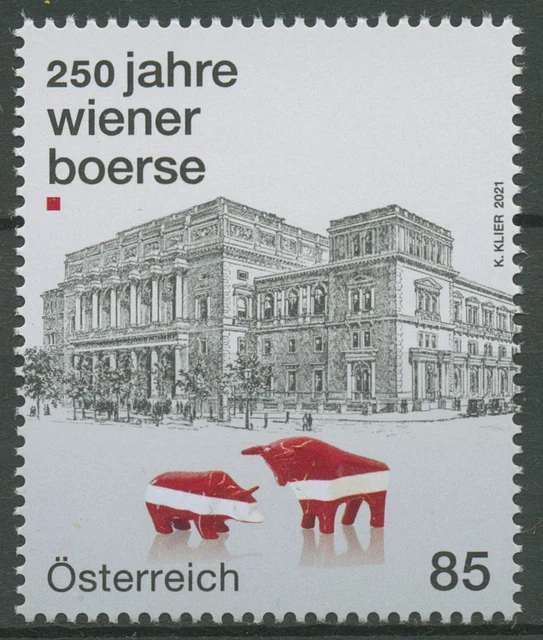 250 jahre
wiener
boerse
K. KLIER 2021
Österreich
85